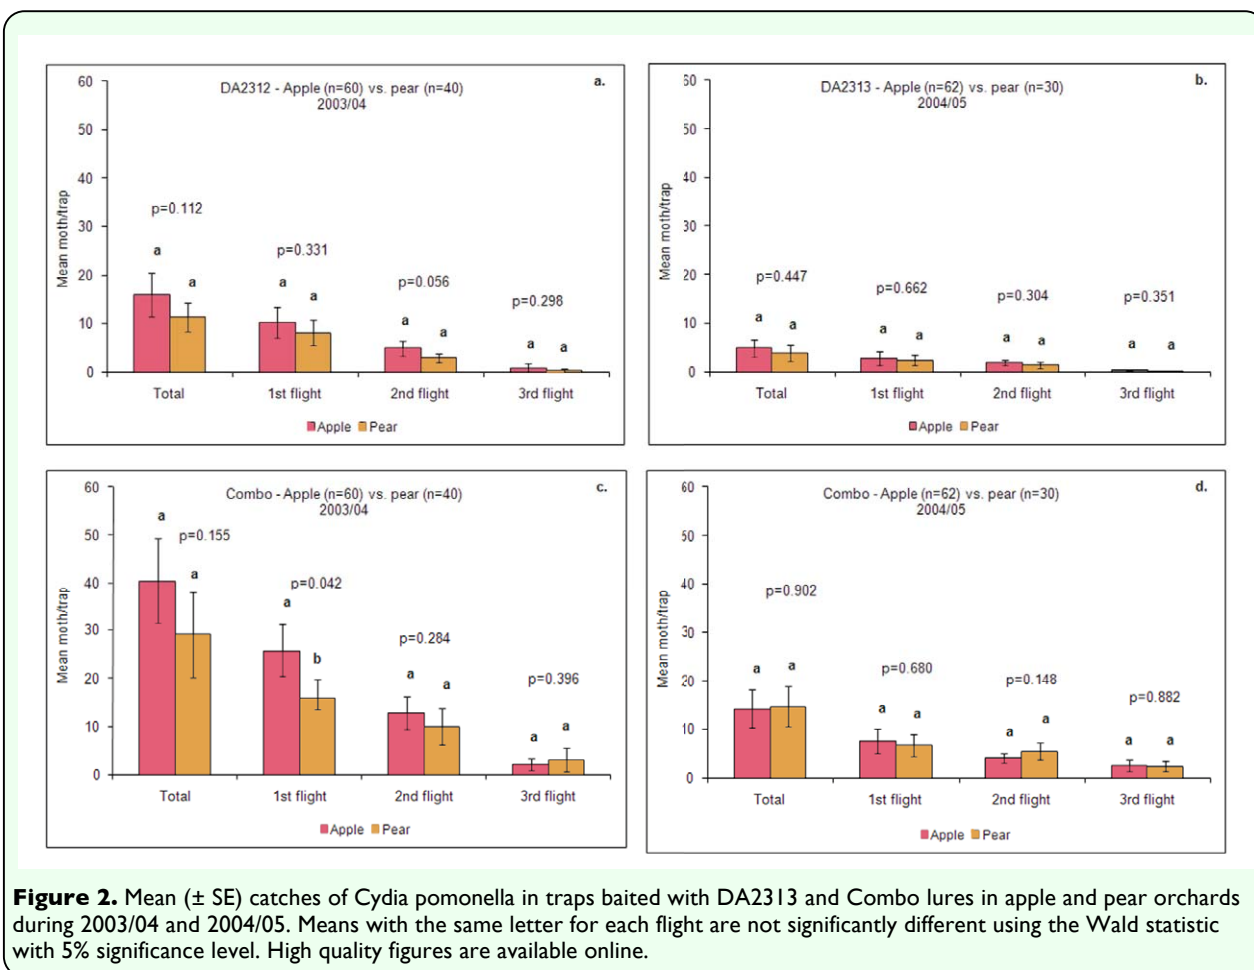 DA2312 - Apple (n=60) vs. pear (n=40)
2003/04
a.
Mean moth/trap
60
50
40
30
20
10
0
p=0.112
p=0.331
p=0.056
p=0.298
a a a a a a a a
Total 1st flight 2nd flight 3rd flight
Apple Pear
DA2313 - Apple (n=62) vs. pear (n=30)
2004/05
b.
Mean moth/trap
60
50
40
30
20
10
0
p=0.447
p=0.662
p=0.304
p=0.351
a a a a a a a a
Total 1st flight 2nd flight 3rd flight
Apple Pear
Combo - Apple (n=60) vs. pear (n=40)
2003/04
c.
Mean moth/trap
60
50
40
30
20
10
0
p=0.155
p=0.042
p=0.284
p=0.396
a a a b a a a a
Total 1st flight 2nd flight 3rd flight
Apple Pear
Combo - Apple (n=62) vs. pear (n=30)
2004/05
d.
Mean moth/trap
60
50
40
30
20
10
0
p=0.902
p=0.680
p=0.148
p=0.882
a a a a a a a a
Total 1st flight 2nd flight 3rd flight
Apple Pear
Figure 2. Mean (± SE) catches of Cydia pomonella in traps baited with DA2313 and Combo lures in apple and pear orchards
during 2003/04 and 2004/05. Means with the same letter for each flight are not significantly different using the Wald statistic
with 5% significance level. High quality figures are available online.